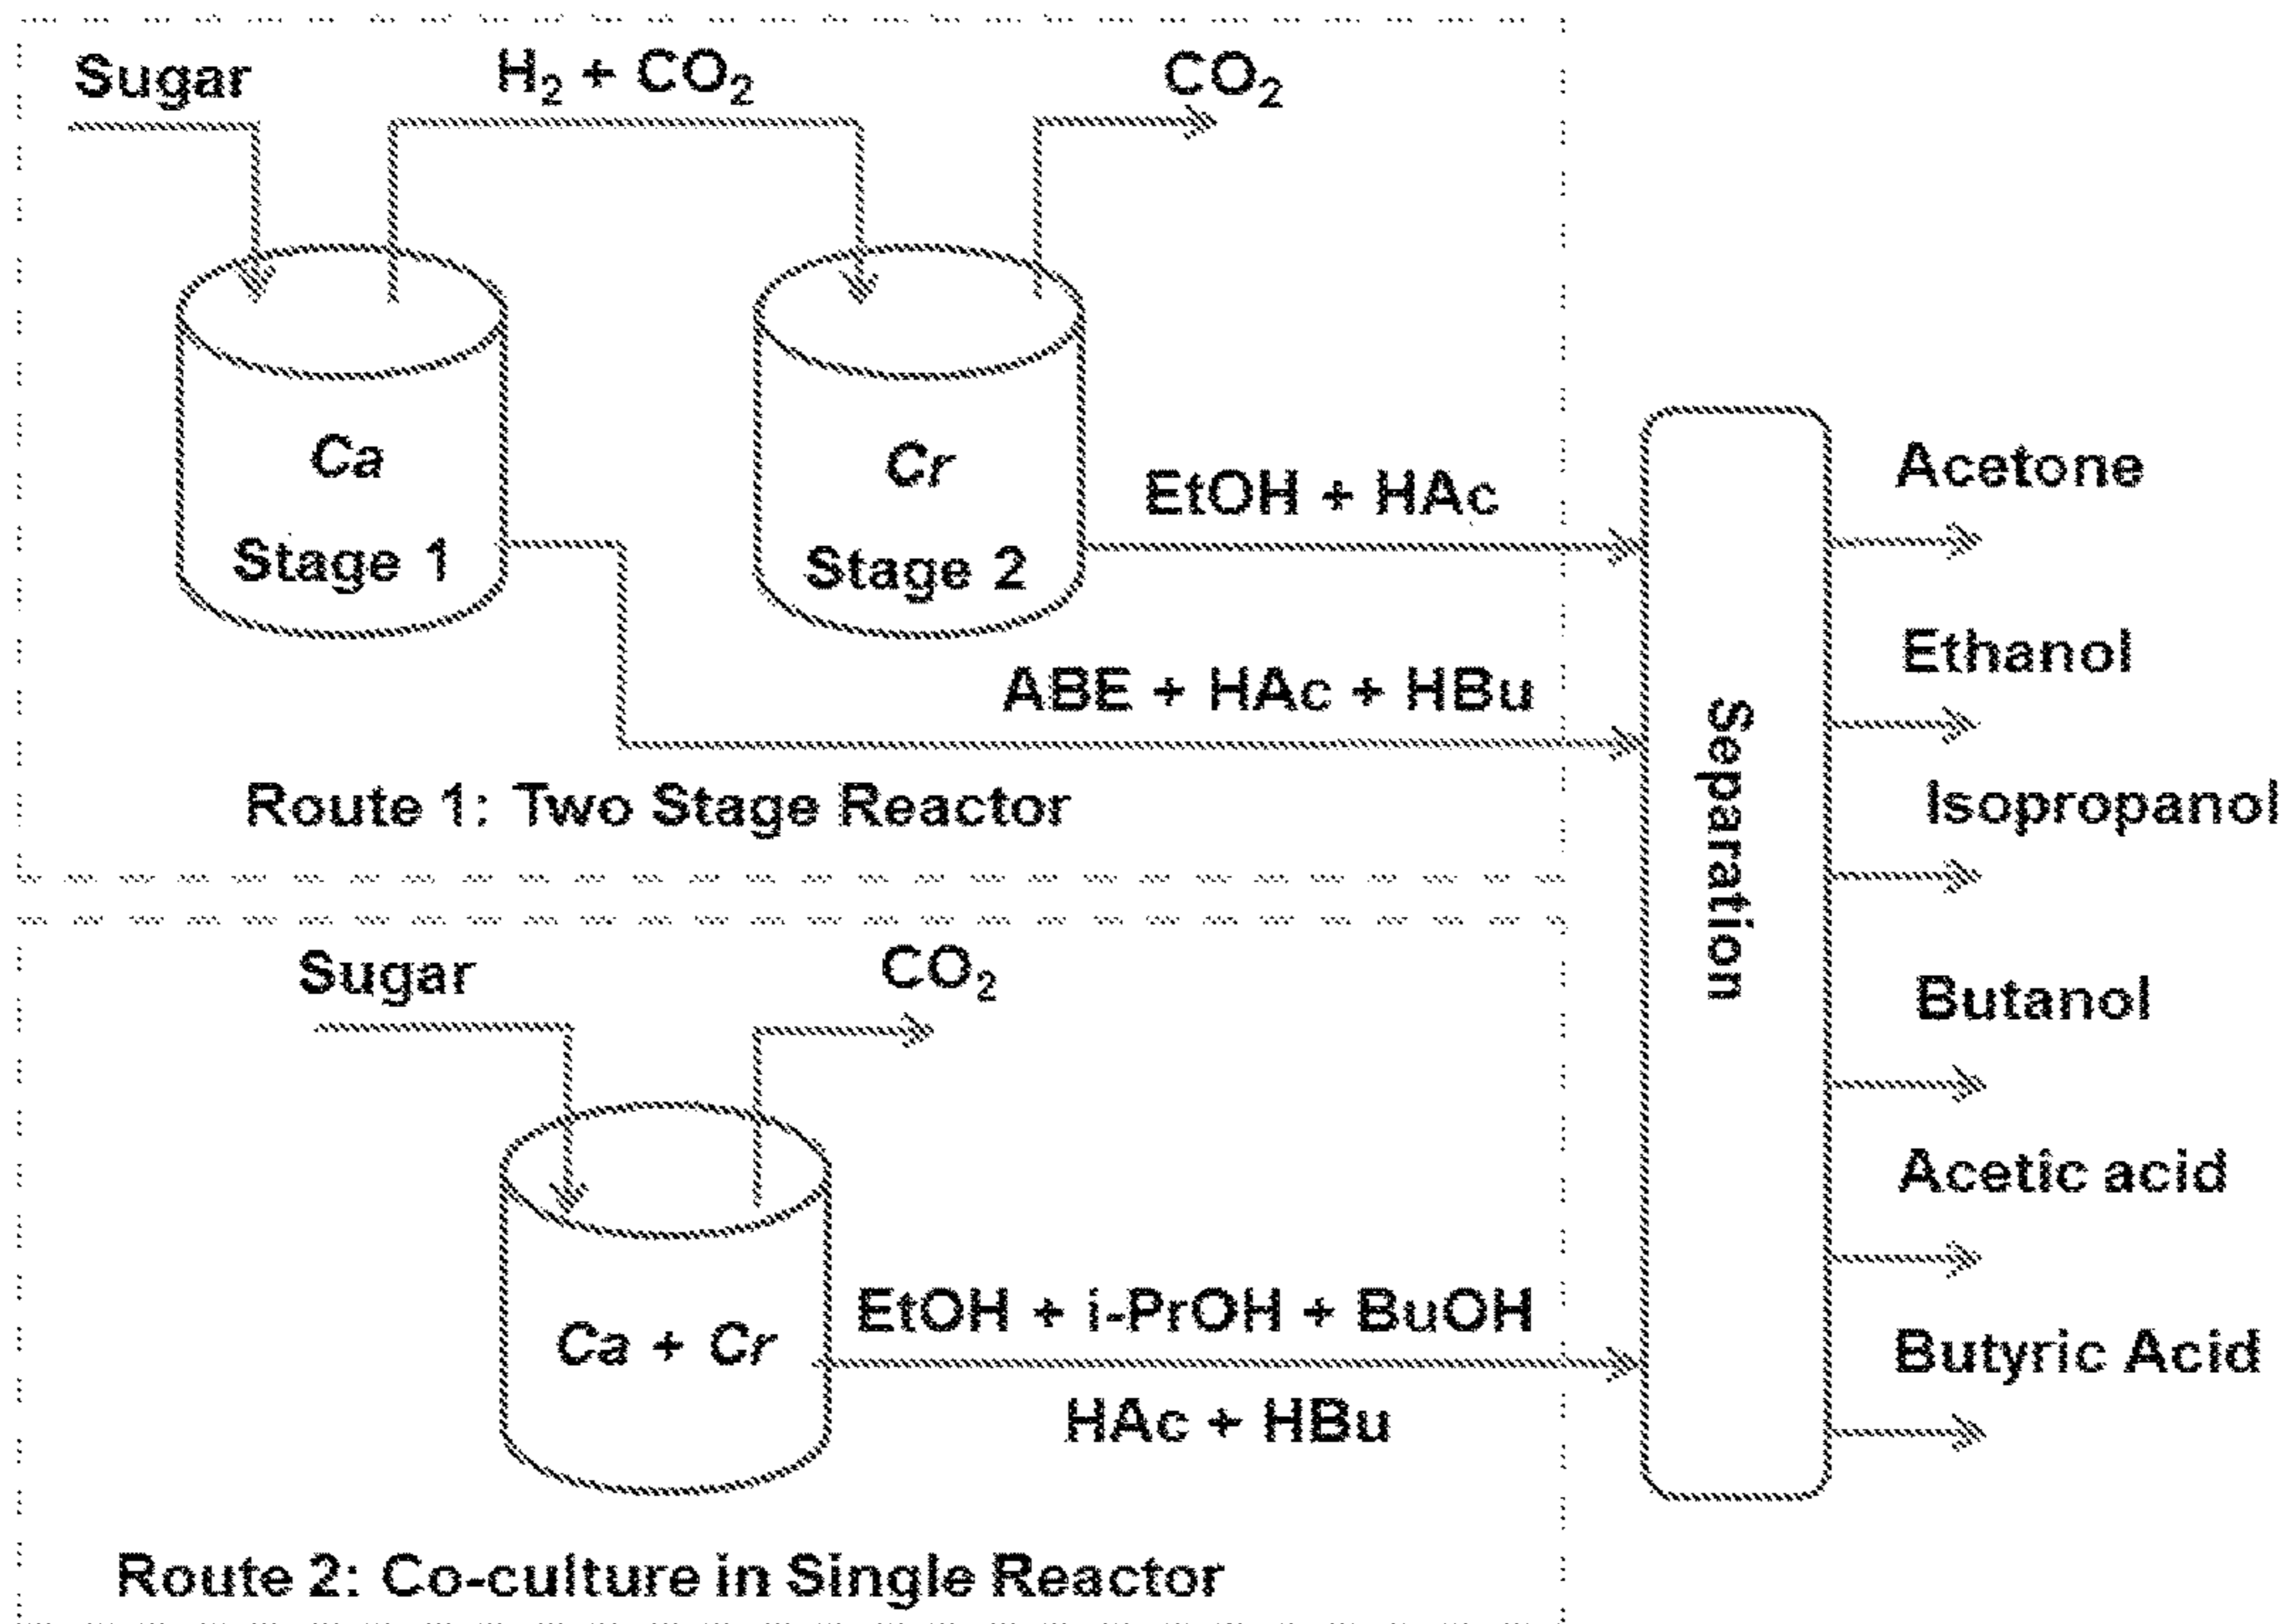 Sugar
H₂ + CO₂
CO₂
Ca
Stage 1
Cr
Stage 2
EtOH + HAc
ABE + HAc + HBu
Route 1: Two Stage Reactor
Sugar
CO₂
Ca + Cr
EtOH + i-PrOH + BuOH
HAc + HBu
Route 2: Co-culture in Single Reactor
Separation
Acetone
Ethanol
Isopropanol
Butanol
Acetic acid
Butyric Acid